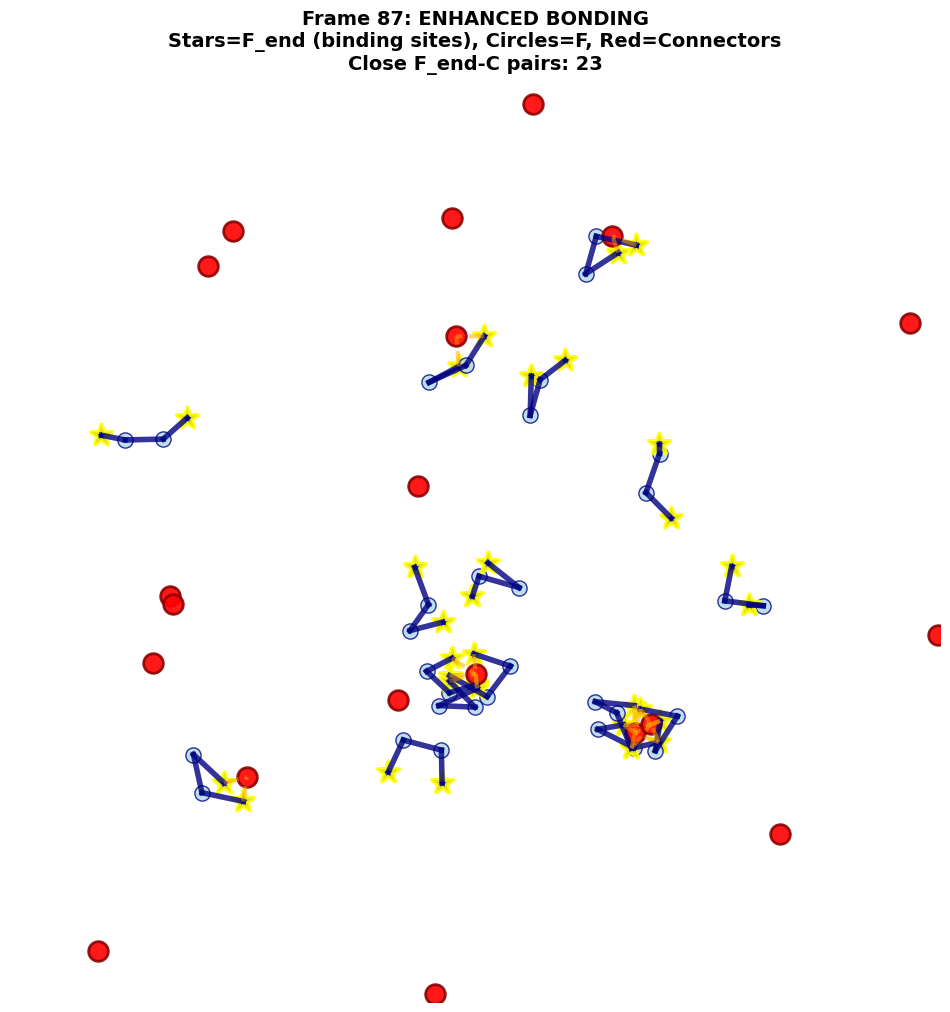 Frame 87: ENHANCED BONDING
Stars=F_end (binding sites), Circles=F, Red=Connectors
Close F_end-C pairs: 23